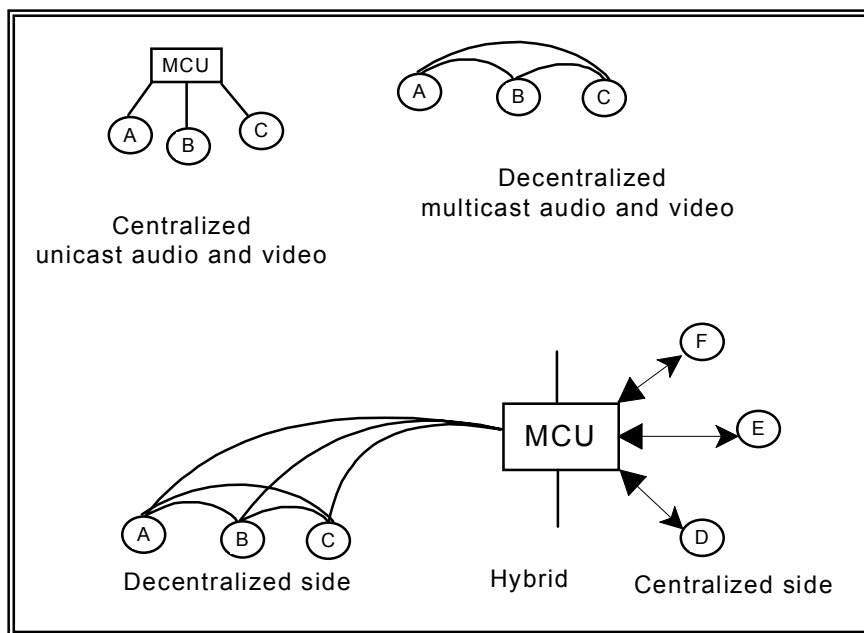 MCU
A
B
C
Centralized
unicast audio and video
A
B
C
Decentralized
multicast audio and video
F
MCU
E
D
A
B
C
Decentralized side
Hybrid
Centralized side